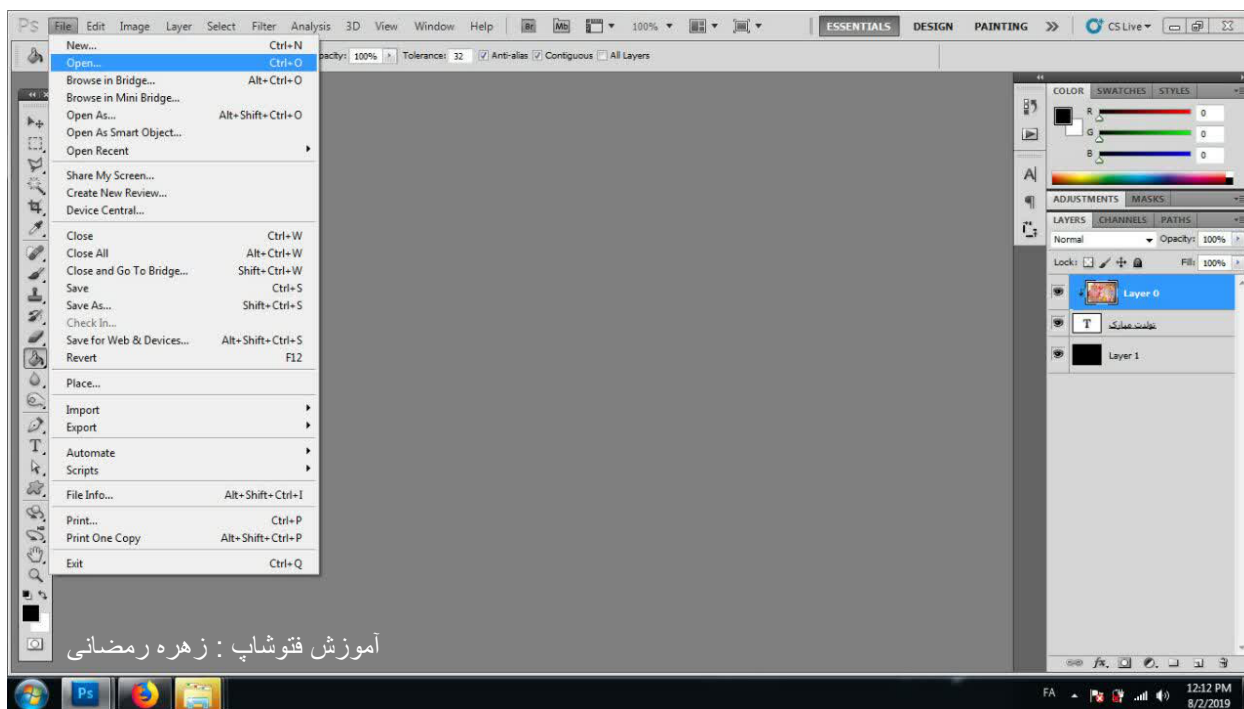 Ps File Edit Image Layer Select Filter Analysis 3D View Window Help Br Mb 100% ESSENTIALS DESIGN PAINTING CS Live
Opacity: 100% Tolerance: 32 Anti-alias Contiguous All Layers
New... Ctrl+N
Open... Ctrl+O
Browse in Bridge... Alt+Ctrl+O
Browse in Mini Bridge...
Open As... Alt+Shift+Ctrl+O
Open As Smart Object...
Open Recent
Share My Screen...
Create New Review...
Device Central...
Close Ctrl+W
Close All Alt+Ctrl+W
Close and Go To Bridge... Shift+Ctrl+W
Save Ctrl+S
Save As... Shift+Ctrl+S
Check In...
Save for Web & Devices... Alt+Shift+Ctrl+S
Revert F12
Place...
Import
Export
Automate
Scripts
File Info... Alt+Shift+Ctrl+I
Print... Ctrl+P
Print One Copy Alt+Shift+Ctrl+P
Exit Ctrl+Q
COLOR SWATCHES STYLES
R 0
G 0
B 0
ADJUSTMENTS MASKS
LAYERS CHANNELS PATHS
Normal Opacity: 100%
Lock: Fill: 100%
Layer 0
T تولدت مبارک
Layer 1
آموزش فتوشاپ : زهره رمضانی
Ps FA 12:12 PM
8/2/2019